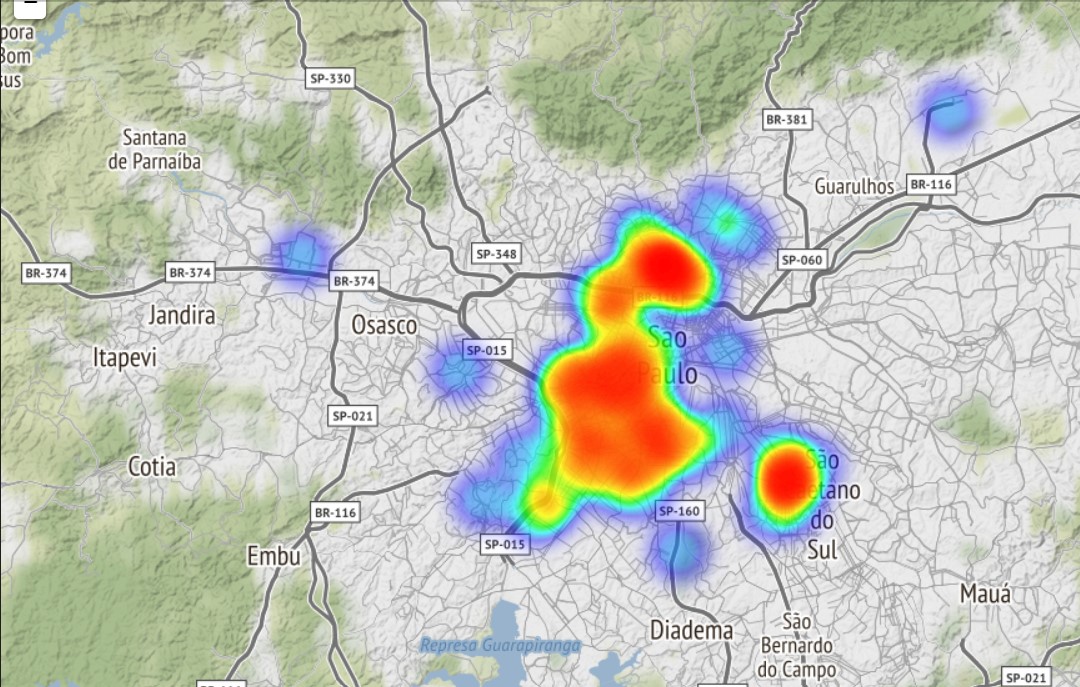 pora
Bom
sus
SP-330
BR-381
Santana
de Parnaíba
Guarulhos
BR-116
SP-348
SP-060
BR-374
BR-374
BR-374
Jandira
Osasco
São
Paulo
Itapevi
SP-015
SP-021
Cotia
São
etano
do
Sul
BR-116
SP-160
SP-015
Embu
Mauá
São
Bernardo
do Campo
Diadema
Represa Guarapiranga
SP-021